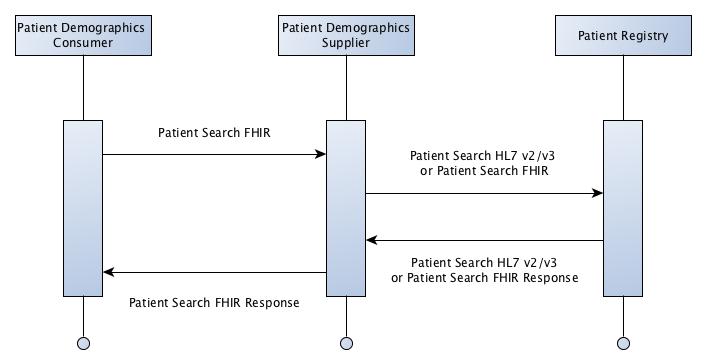 Patient Demographics
Consumer
Patient Demographics
Supplier
Patient Registry
Patient Search FHIR
Patient Search HL7 v2/v3
or Patient Search FHIR
Patient Search HL7 v2/v3
or Patient Search FHIR Response
Patient Search FHIR Response